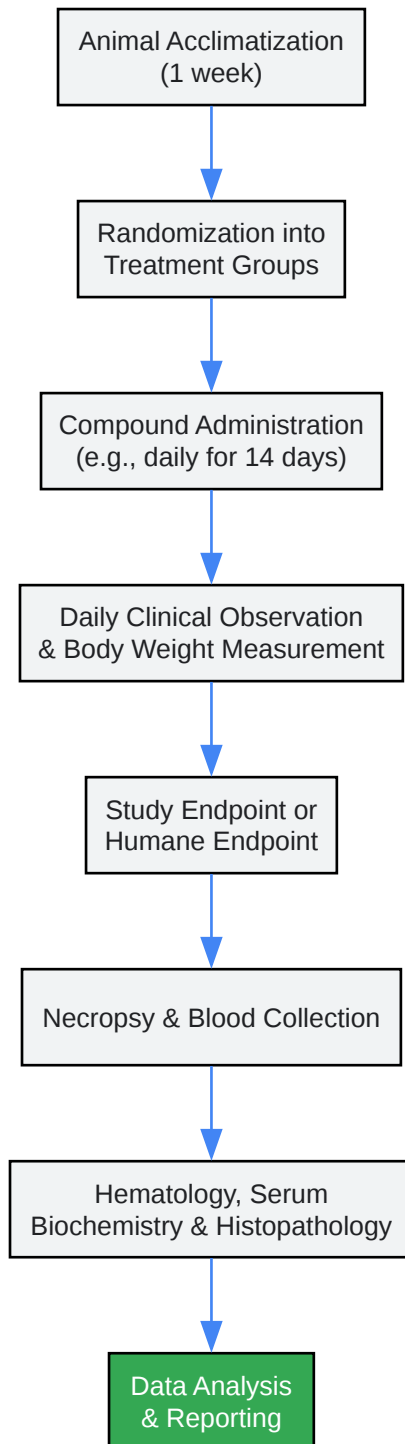 Animal Acclimatization
(1 week)
Randomization into
Treatment Groups
Compound Administration
(e.g., daily for 14 days)
Daily Clinical Observation
& Body Weight Measurement
Study Endpoint or
Humane Endpoint
Necropsy & Blood Collection
Hematology, Serum
Biochemistry & Histopathology
Data Analysis
& Reporting